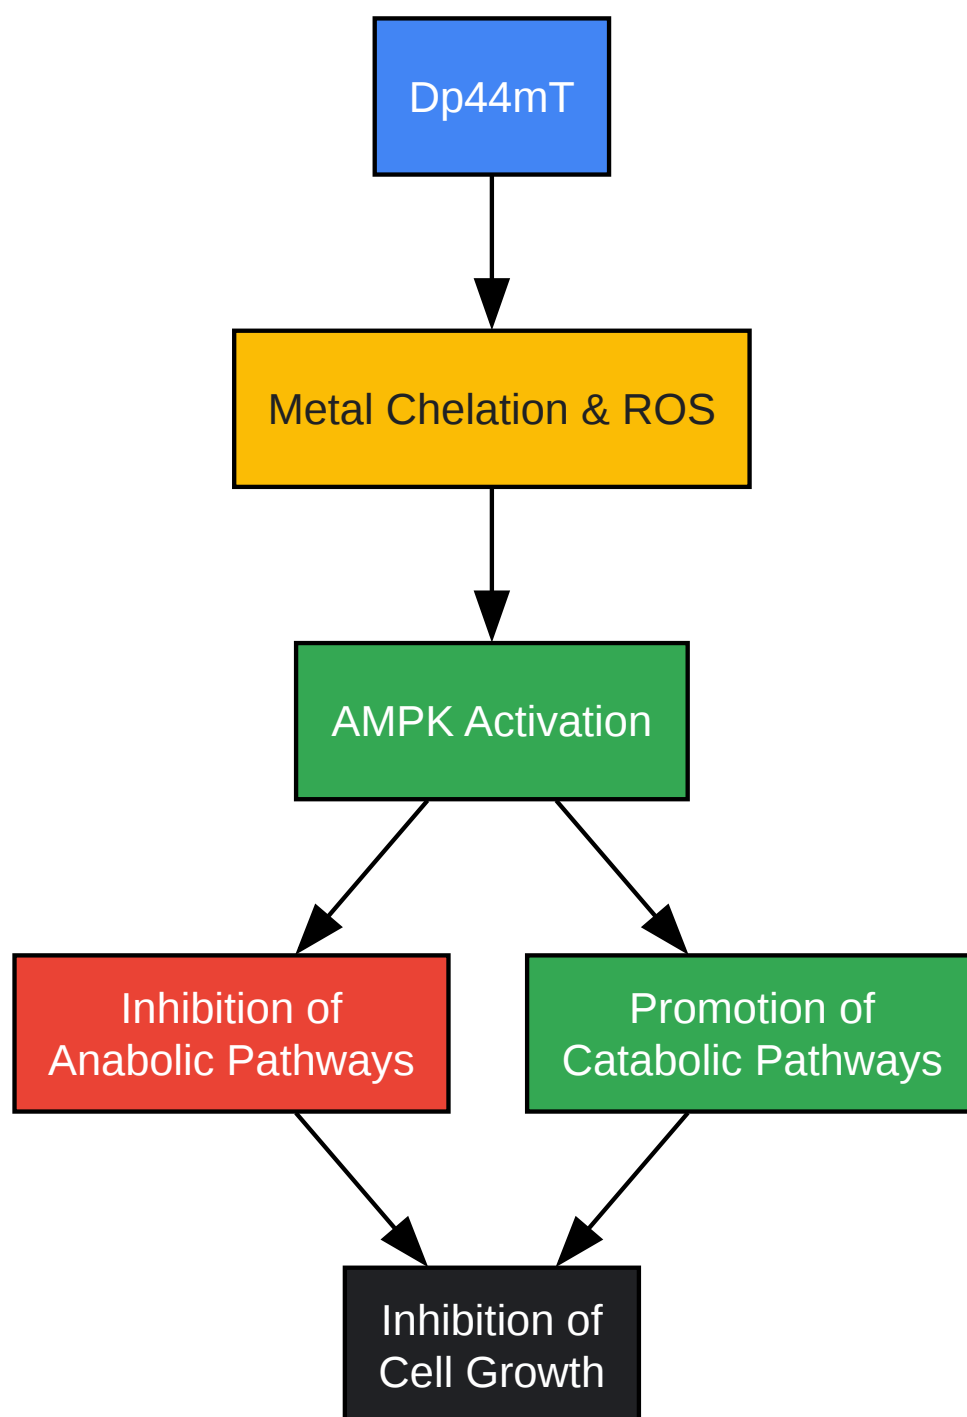 Dp44mT
Metal Chelation & ROS
AMPK Activation
Inhibition of
Anabolic Pathways
Promotion of
Catabolic Pathways
Inhibition of
Cell Growth